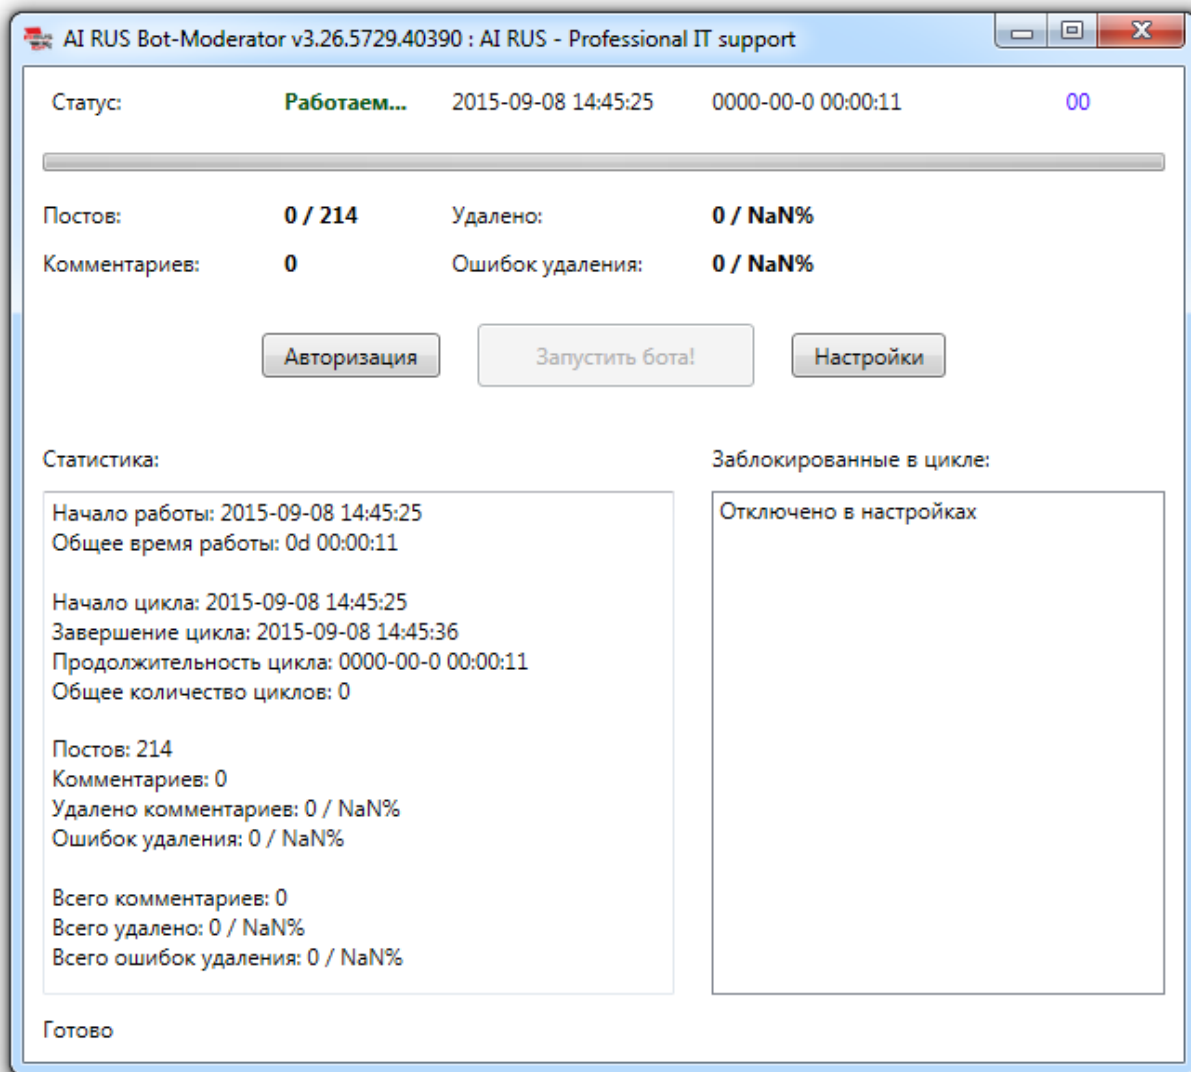 AI RUS Bot-Moderator v3.26.5729.40390 : AI RUS - Professional IT support
Статус: Работаем... 2015-09-08 14:45:25 0000-00-0 00:00:11 00
Постов: 0 / 214 Удалено: 0 / NaN%
Комментариев: 0 Ошибок удаления: 0 / NaN%
Авторизация Запустить бота! Настройки
Статистика:
Начало работы: 2015-09-08 14:45:25
Общее время работы: 0d 00:00:11
Начало цикла: 2015-09-08 14:45:25
Завершение цикла: 2015-09-08 14:45:36
Продолжительность цикла: 0000-00-0 00:00:11
Общее количество циклов: 0
Постов: 214
Комментариев: 0
Удалено комментариев: 0 / NaN%
Ошибок удаления: 0 / NaN%
Всего комментариев: 0
Всего удалено: 0 / NaN%
Всего ошибок удаления: 0 / NaN%
Заблокированные в цикле:
Отключено в настройках
Готово